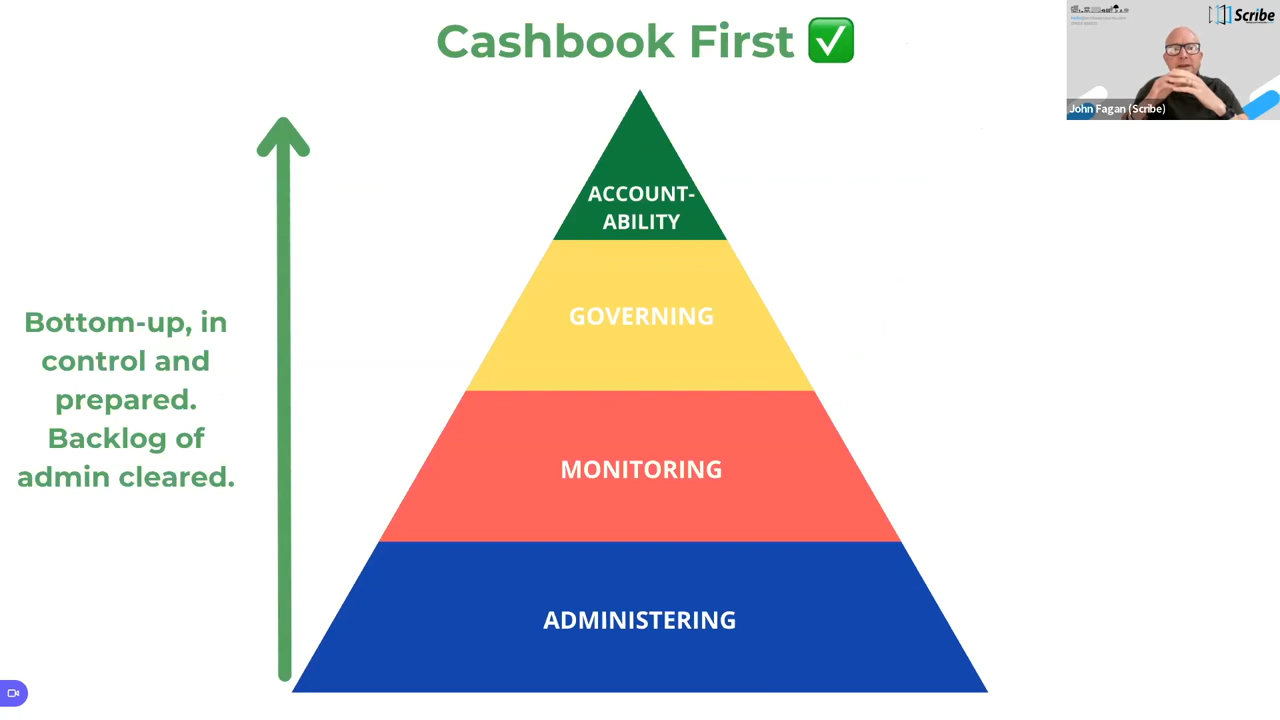 Cashbook First
Scribe
John Fagan (Scribe)
ACCOUNT-
ABILITY
GOVERNING
Bottom-up, in
control and
prepared.
Backlog of
admin cleared.
MONITORING
ADMINISTERING